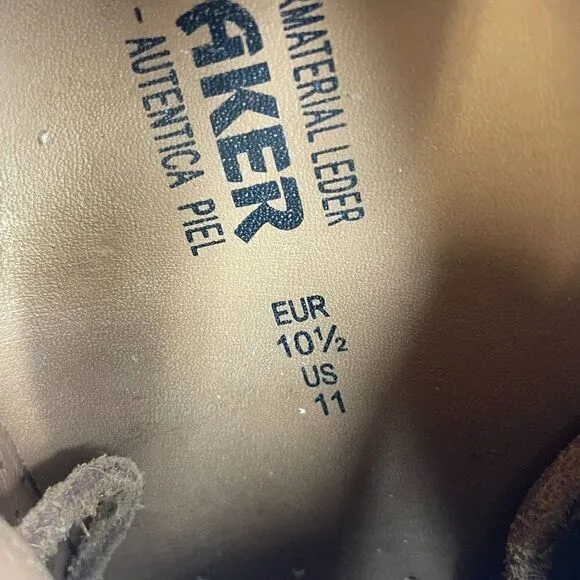 MATERIAL LEDER
AKER
- AUTENTICA PIEL
EUR
10½
US
11